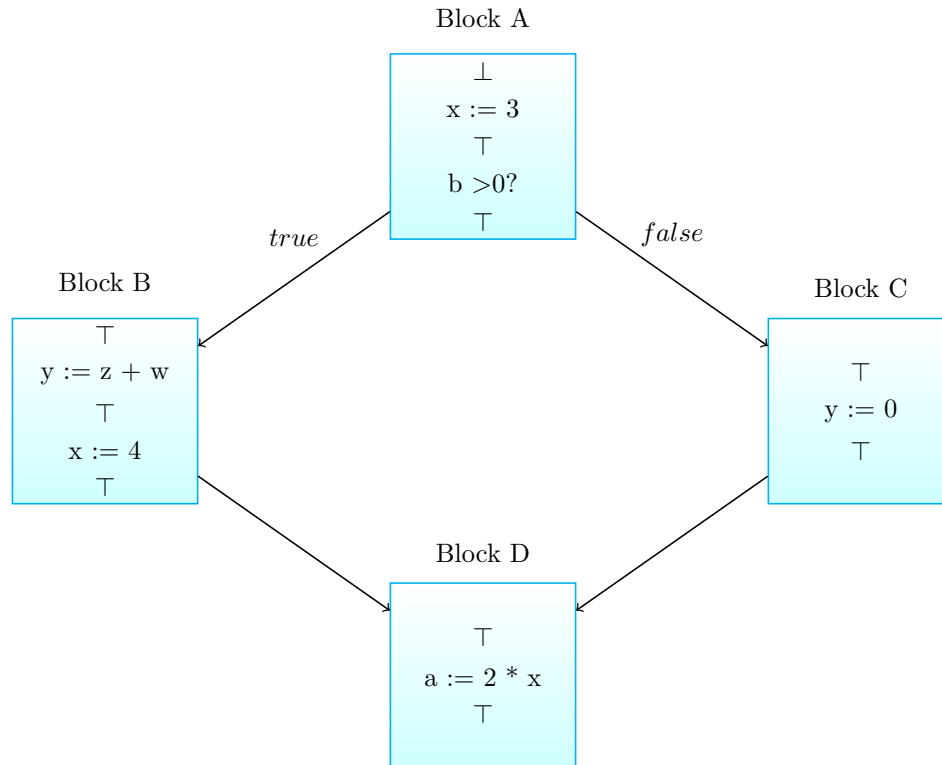 Block A
⊥
x := 3
⊤
b >0?
⊤
true
false
Block B
⊤
y := z + w
⊤
x := 4
⊤
Block C
⊤
y := 0
⊤
Block D
⊤
a := 2 * x
⊤